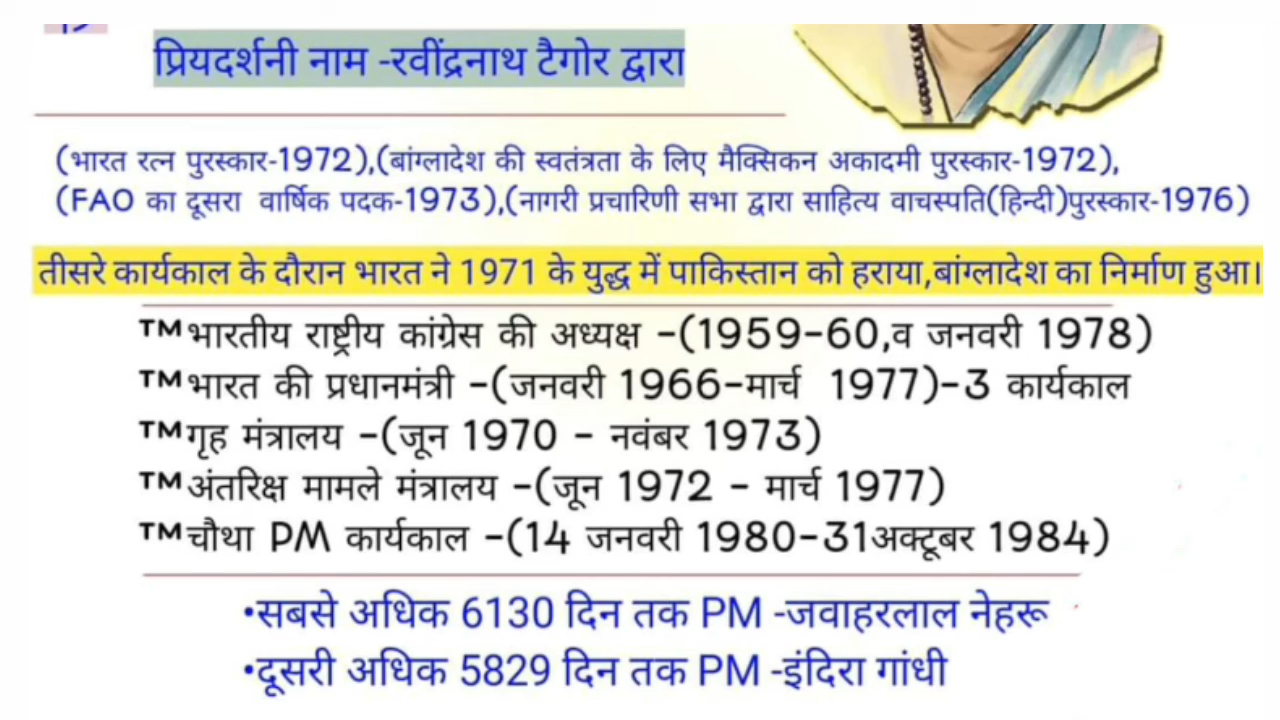 प्रियदर्शनी नाम -रवींद्रनाथ टैगोर द्वारा
(भारत रत्न पुरस्कार-1972),(बांग्लादेश की स्वतंत्रता के लिए मैक्सिकन अकादमी पुरस्कार-1972),
(FAO का दूसरा वार्षिक पदक-1973),(नागरी प्रचारिणी सभा द्वारा साहित्य वाचस्पति(हिन्दी)पुरस्कार-1976)
तीसरे कार्यकाल के दौरान भारत ने 1971 के युद्ध में पाकिस्तान को हराया,बांग्लादेश का निर्माण हुआ।
™भारतीय राष्ट्रीय कांग्रेस की अध्यक्ष -(1959-60,व जनवरी 1978)
™भारत की प्रधानमंत्री -(जनवरी 1966-मार्च 1977)-3 कार्यकाल
™गृह मंत्रालय -(जून 1970 - नवंबर 1973)
™अंतरिक्ष मामले मंत्रालय -(जून 1972 - मार्च 1977)
™चौथा PM कार्यकाल -(14 जनवरी 1980-31अक्टूबर 1984)
•सबसे अधिक 6130 दिन तक PM -जवाहरलाल नेहरू
•दूसरी अधिक 5829 दिन तक PM -इंदिरा गांधी